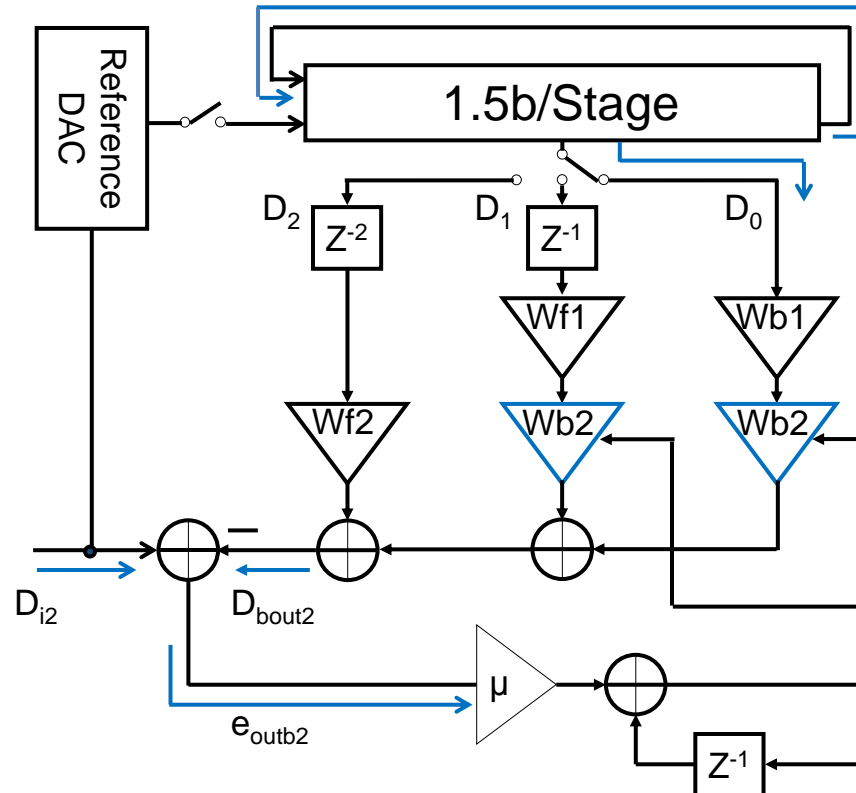 Reference
DAC
1.5b/Stage
D2
D1
D0
Z-2
Z-1
Wf1
Wb1
Wf2
Wb2
Wb2
–
Di2
Dbout2
μ
eoutb2
Z-1